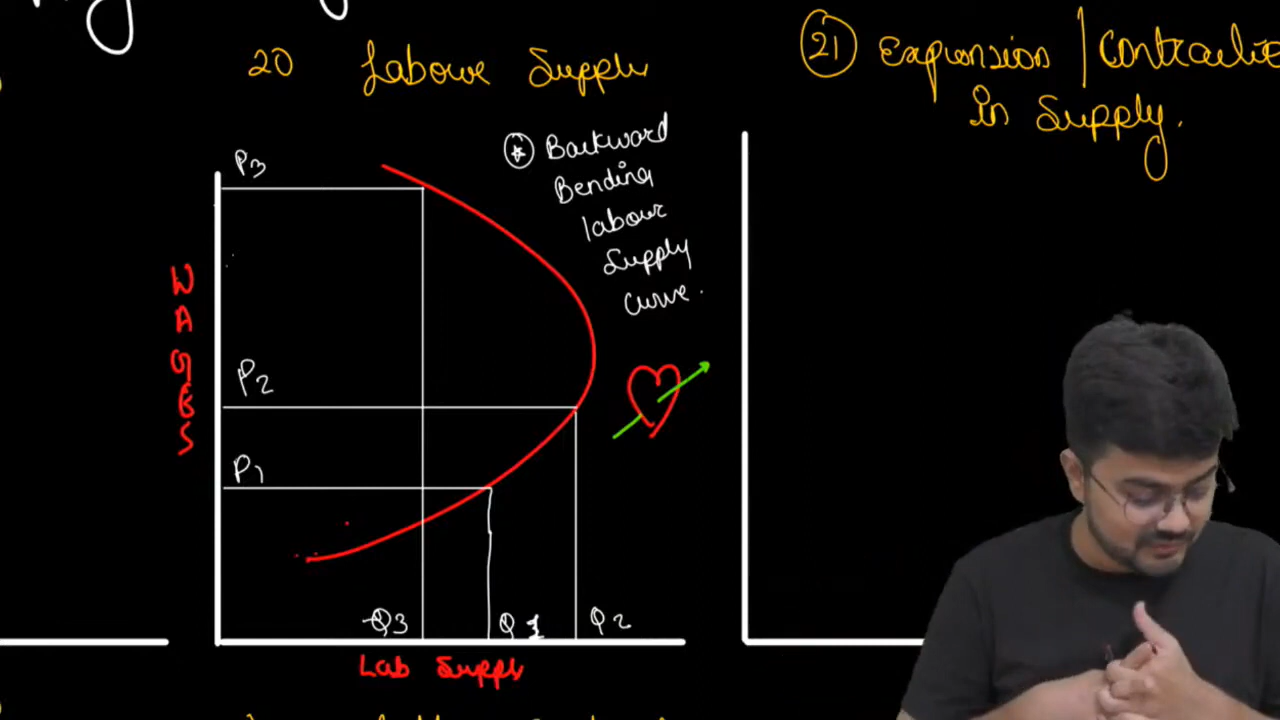 20 Labour Supply
21 Expansion / Contractio
in Supply.
Backward
Bending
labour
Supply
curve.
P3
P2
P1
WAGES
Q3 Q1 Q2
Lab Supply